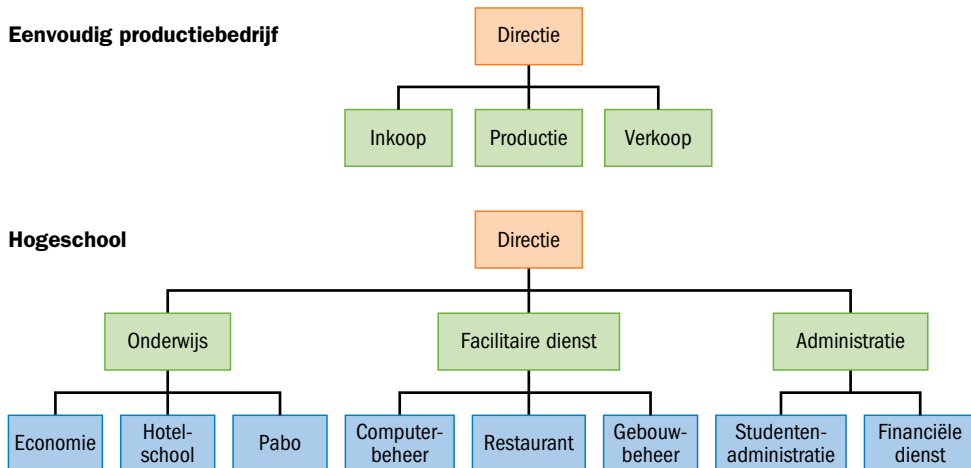 Eenvoudig productiebedrijf
Directie
Inkoop
Productie
Verkoop
Hogeschool
Directie
Onderwijs
Facilitaire dienst
Administratie
Economie
Hotel-
school
Pabo
Computer-
beheer
Restaurant
Gebouw-
beheer
Studenten-
administratie
Financiële
dienst